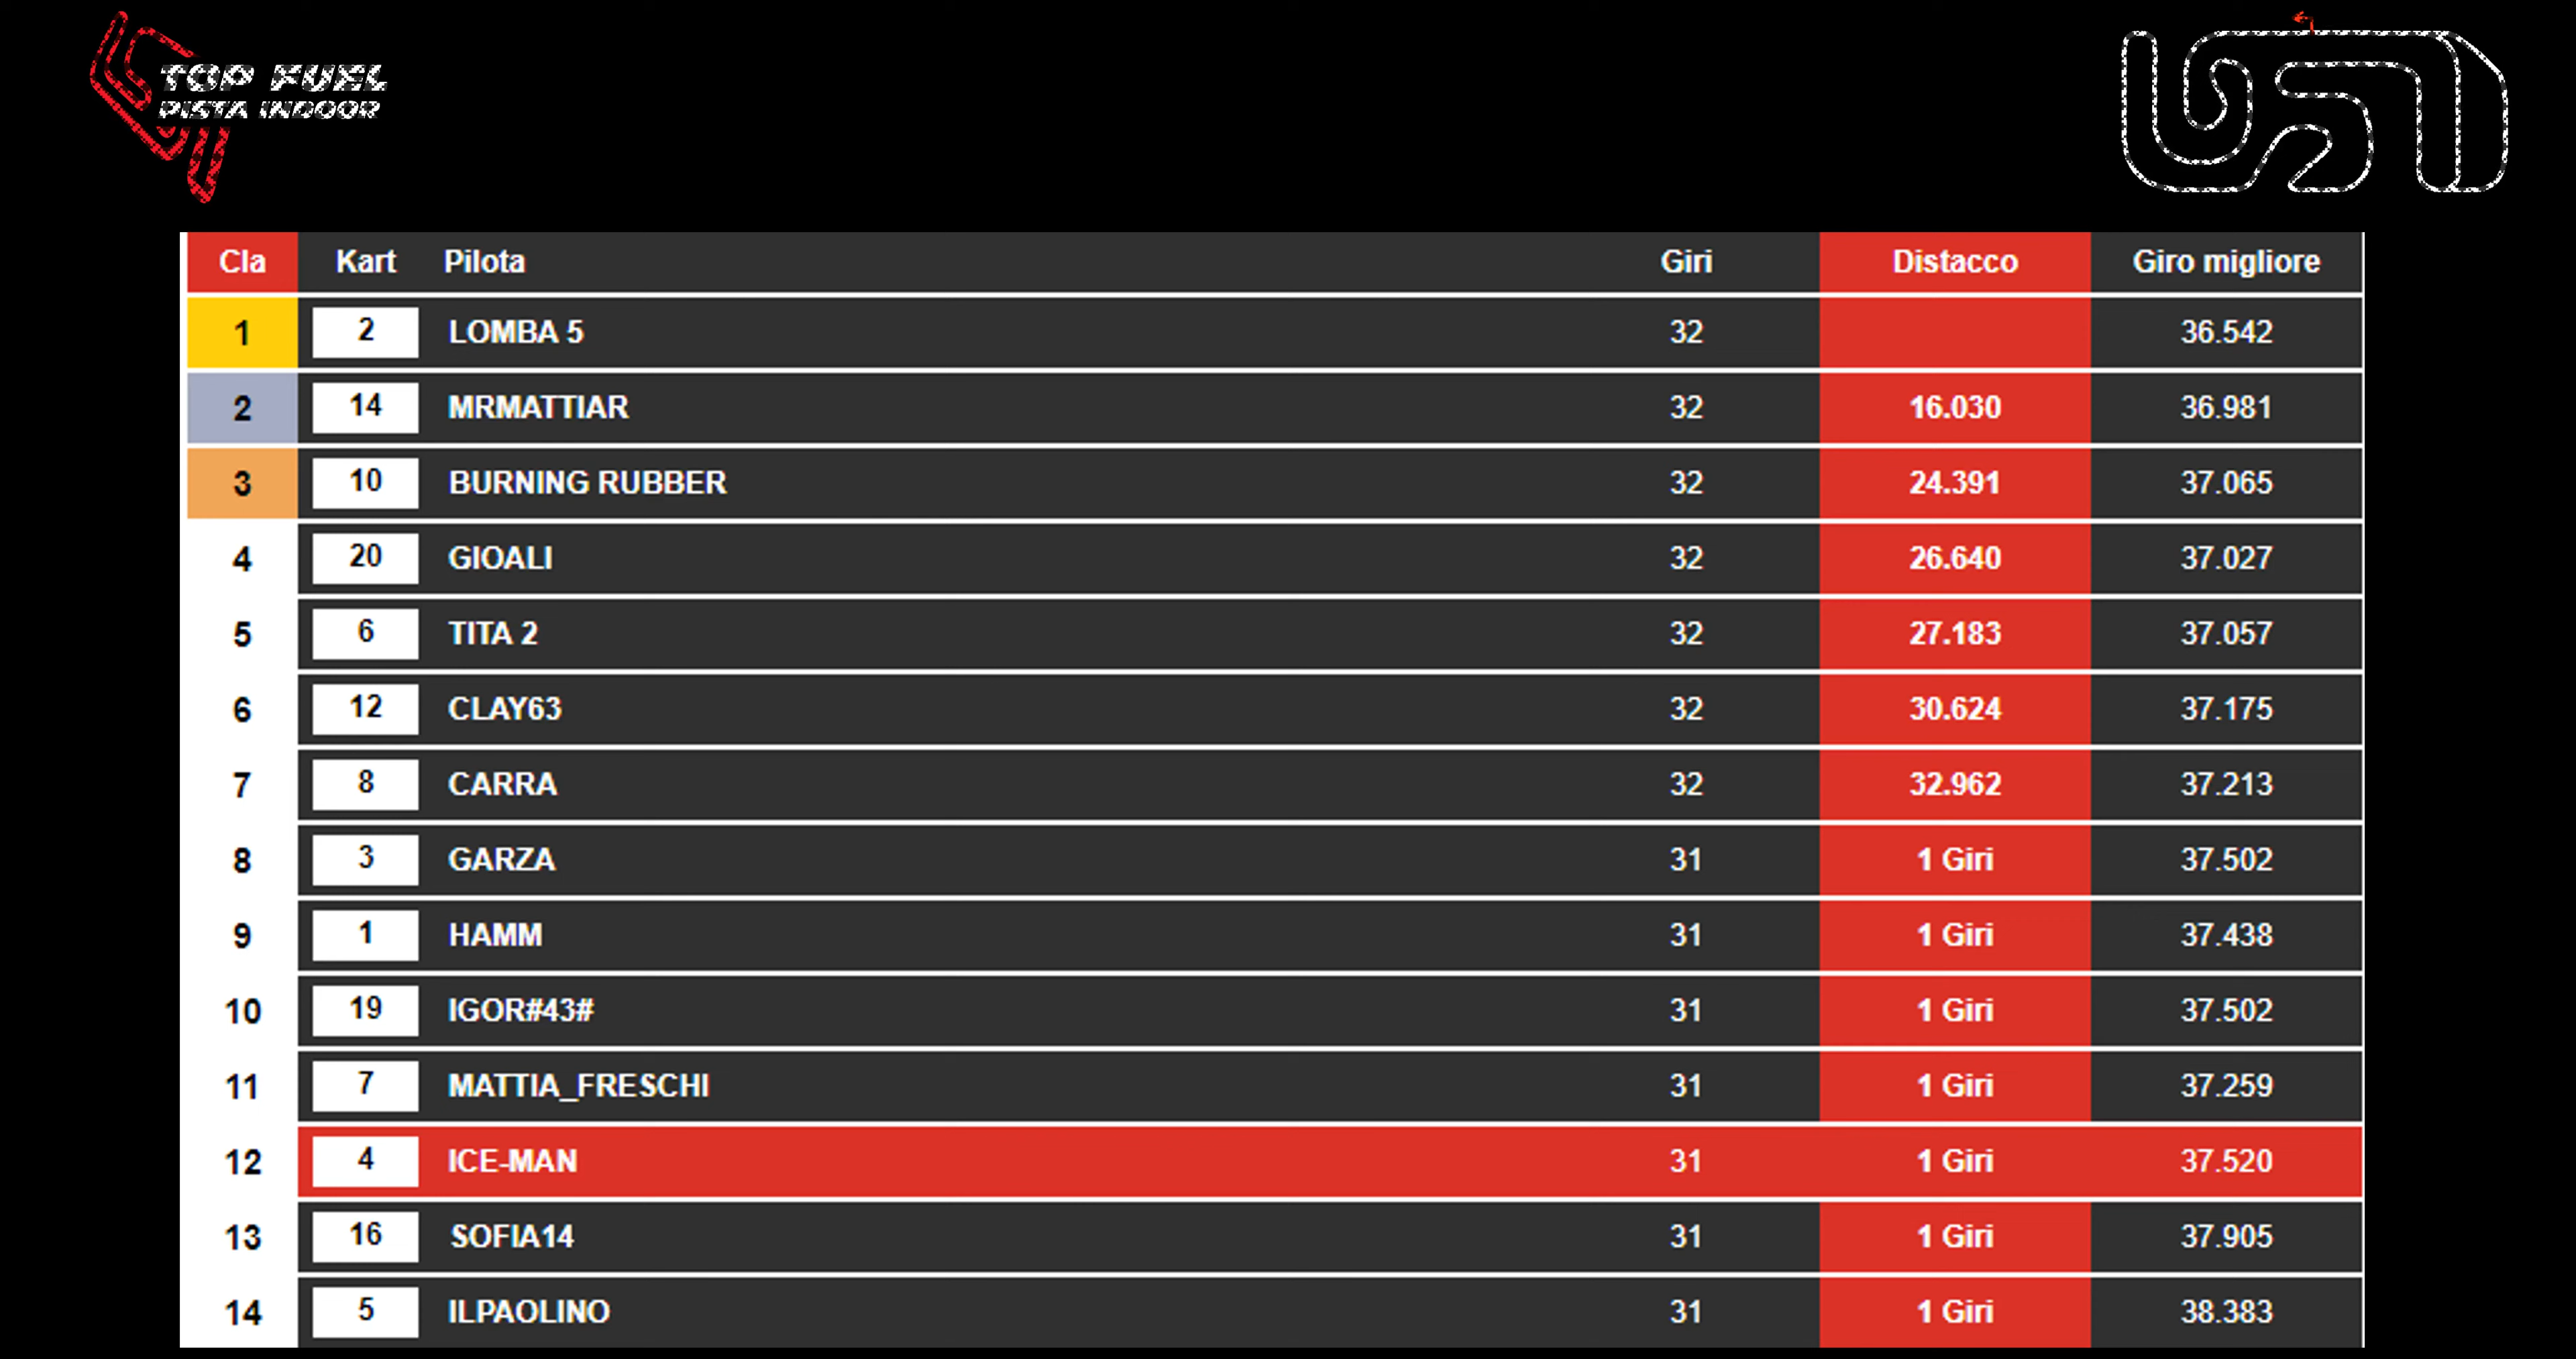 TOP FUEL
PISTA INDOOR
Cla Kart Pilota Giri Distacco Giro migliore
1 2 LOMBA 5 32 36.542
2 14 MRMATTIAR 32 16.030 36.981
3 10 BURNING RUBBER 32 24.391 37.065
4 20 GIOALI 32 26.640 37.027
5 6 TITA 2 32 27.183 37.057
6 12 CLAY63 32 30.624 37.175
7 8 CARRA 32 32.962 37.213
8 3 GARZA 31 1 Giri 37.502
9 1 HAMM 31 1 Giri 37.438
10 19 IGOR#43# 31 1 Giri 37.502
11 7 MATTIA_FRESCHI 31 1 Giri 37.259
12 4 ICE-MAN 31 1 Giri 37.520
13 16 SOFIA14 31 1 Giri 37.905
14 5 ILPAOLINO 31 1 Giri 38.383